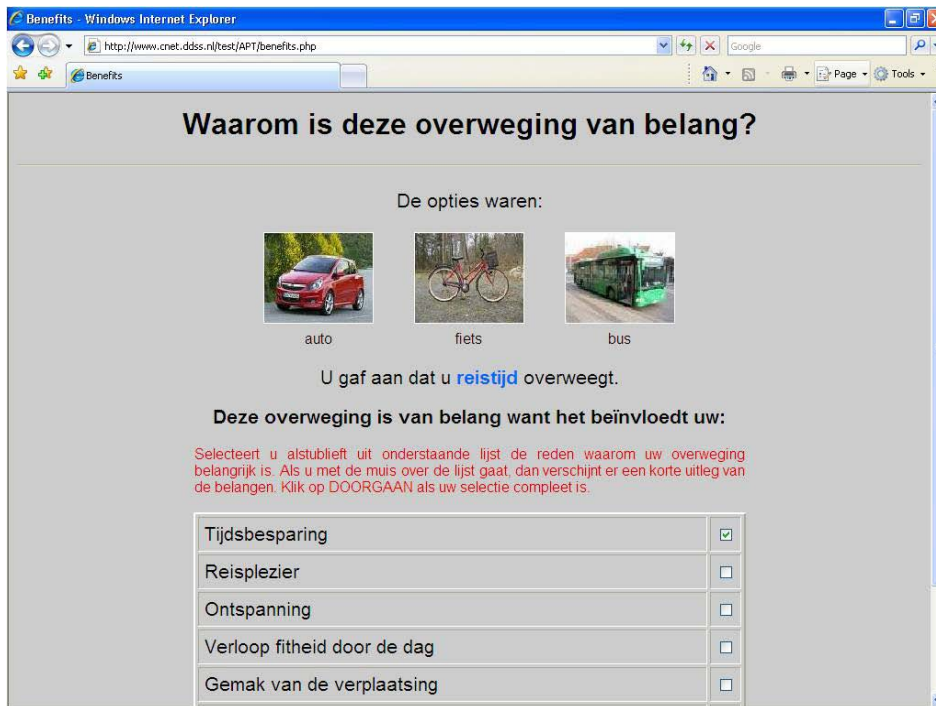 Benefits - Windows Internet Explorer
http://www.cnet.ddss.nl/test/APT/benefits.php
Google
Benefits
Page
Tools
Waarom is deze overweging van belang?
De opties waren:
auto
fiets
bus
U gaf aan dat u reistijd overweegt.
Deze overweging is van belang want het beïnvloedt uw:
Selecteert u alstublieft uit onderstaande lijst de reden waarom uw overweging
belangrijk is. Als u met de muis over de lijst gaat, dan verschijnt er een korte uitleg van
de belangen. Klik op DOORGAAN als uw selectie compleet is.
Tijdsbesparing
Reisplezier
Ontspanning
Verloop fitheid door de dag
Gemak van de verplaatsing